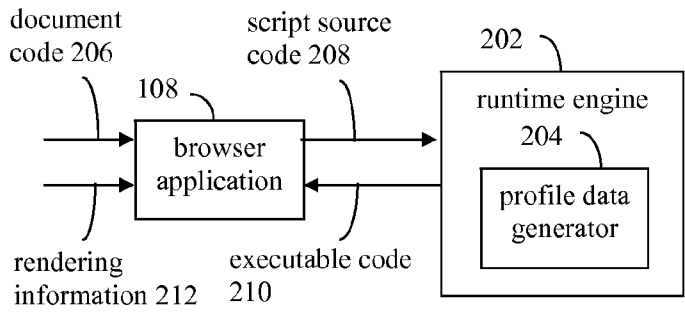 document
code 206
script source
code 208
202
108
runtime engine
204
browser
application
profile data
generator
rendering
information 212
executable code
210